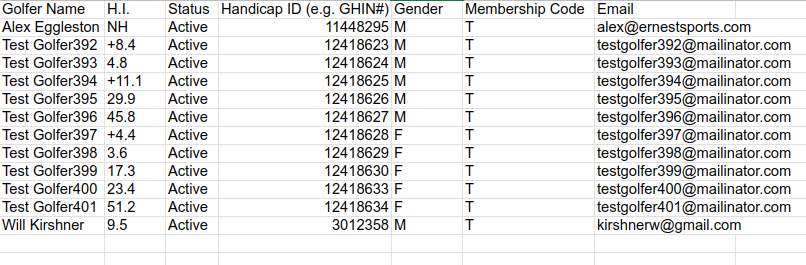 Golfer Name H.I. Status Handicap ID (e.g. GHIN#) Gender Membership Code Email
Alex Eggleston NH Active 11448295 M T alex@ernestsports.com
Test Golfer392 +8.4 Active 12418623 M T testgolfer392@mailinator.com
Test Golfer393 4.8 Active 12418624 M T testgolfer393@mailinator.com
Test Golfer394 +11.1 Active 12418625 M T testgolfer394@mailinator.com
Test Golfer395 29.9 Active 12418626 M T testgolfer395@mailinator.com
Test Golfer396 45.8 Active 12418627 M T testgolfer396@mailinator.com
Test Golfer397 +4.4 Active 12418628 F T testgolfer397@mailinator.com
Test Golfer398 3.6 Active 12418629 F T testgolfer398@mailinator.com
Test Golfer399 17.3 Active 12418630 F T testgolfer399@mailinator.com
Test Golfer400 23.4 Active 12418633 F T testgolfer400@mailinator.com
Test Golfer401 51.2 Active 12418634 F T testgolfer401@mailinator.com
Will Kirshner 9.5 Active 3012358 M T kirshnerw@gmail.com